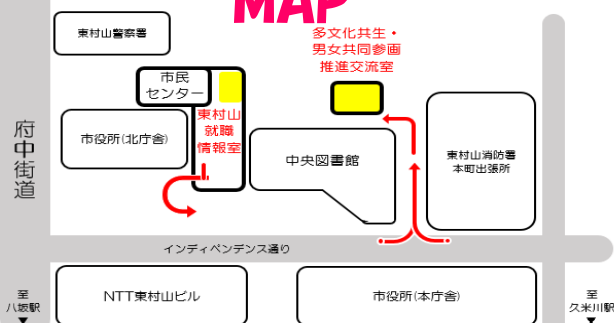 MAP
東村山警察署
多文化共生・
男女共同参画
推進交流室
市民
センター
東村山
就職
情報室
市役所(北庁舎)
中央図書館
東村山消防署
本町出張所
府中街道
インディペンデンス通り
至
八坂駅
▼
NTT東村山ビル
市役所(本庁舎)
至
久米川駅
▼